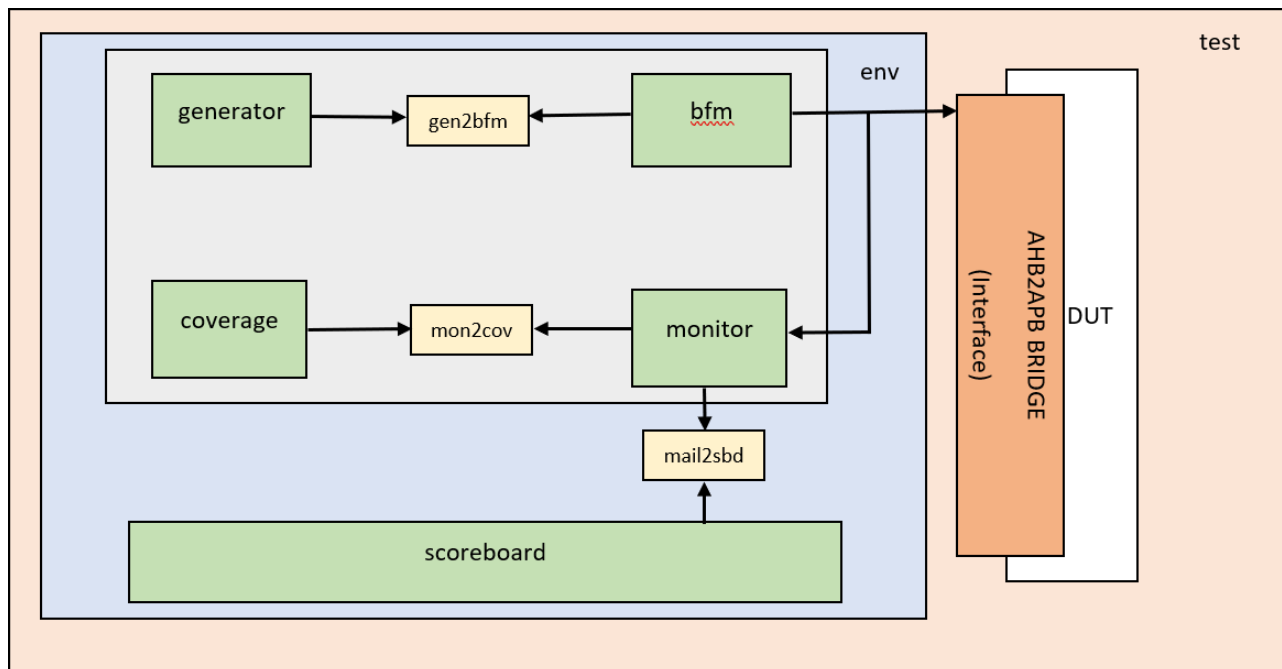 test
env
generator
gen2bfm
bfm
coverage
mon2cov
monitor
AHB2APB BRIDGE
(Interface)
DUT
mail2sbd
scoreboard